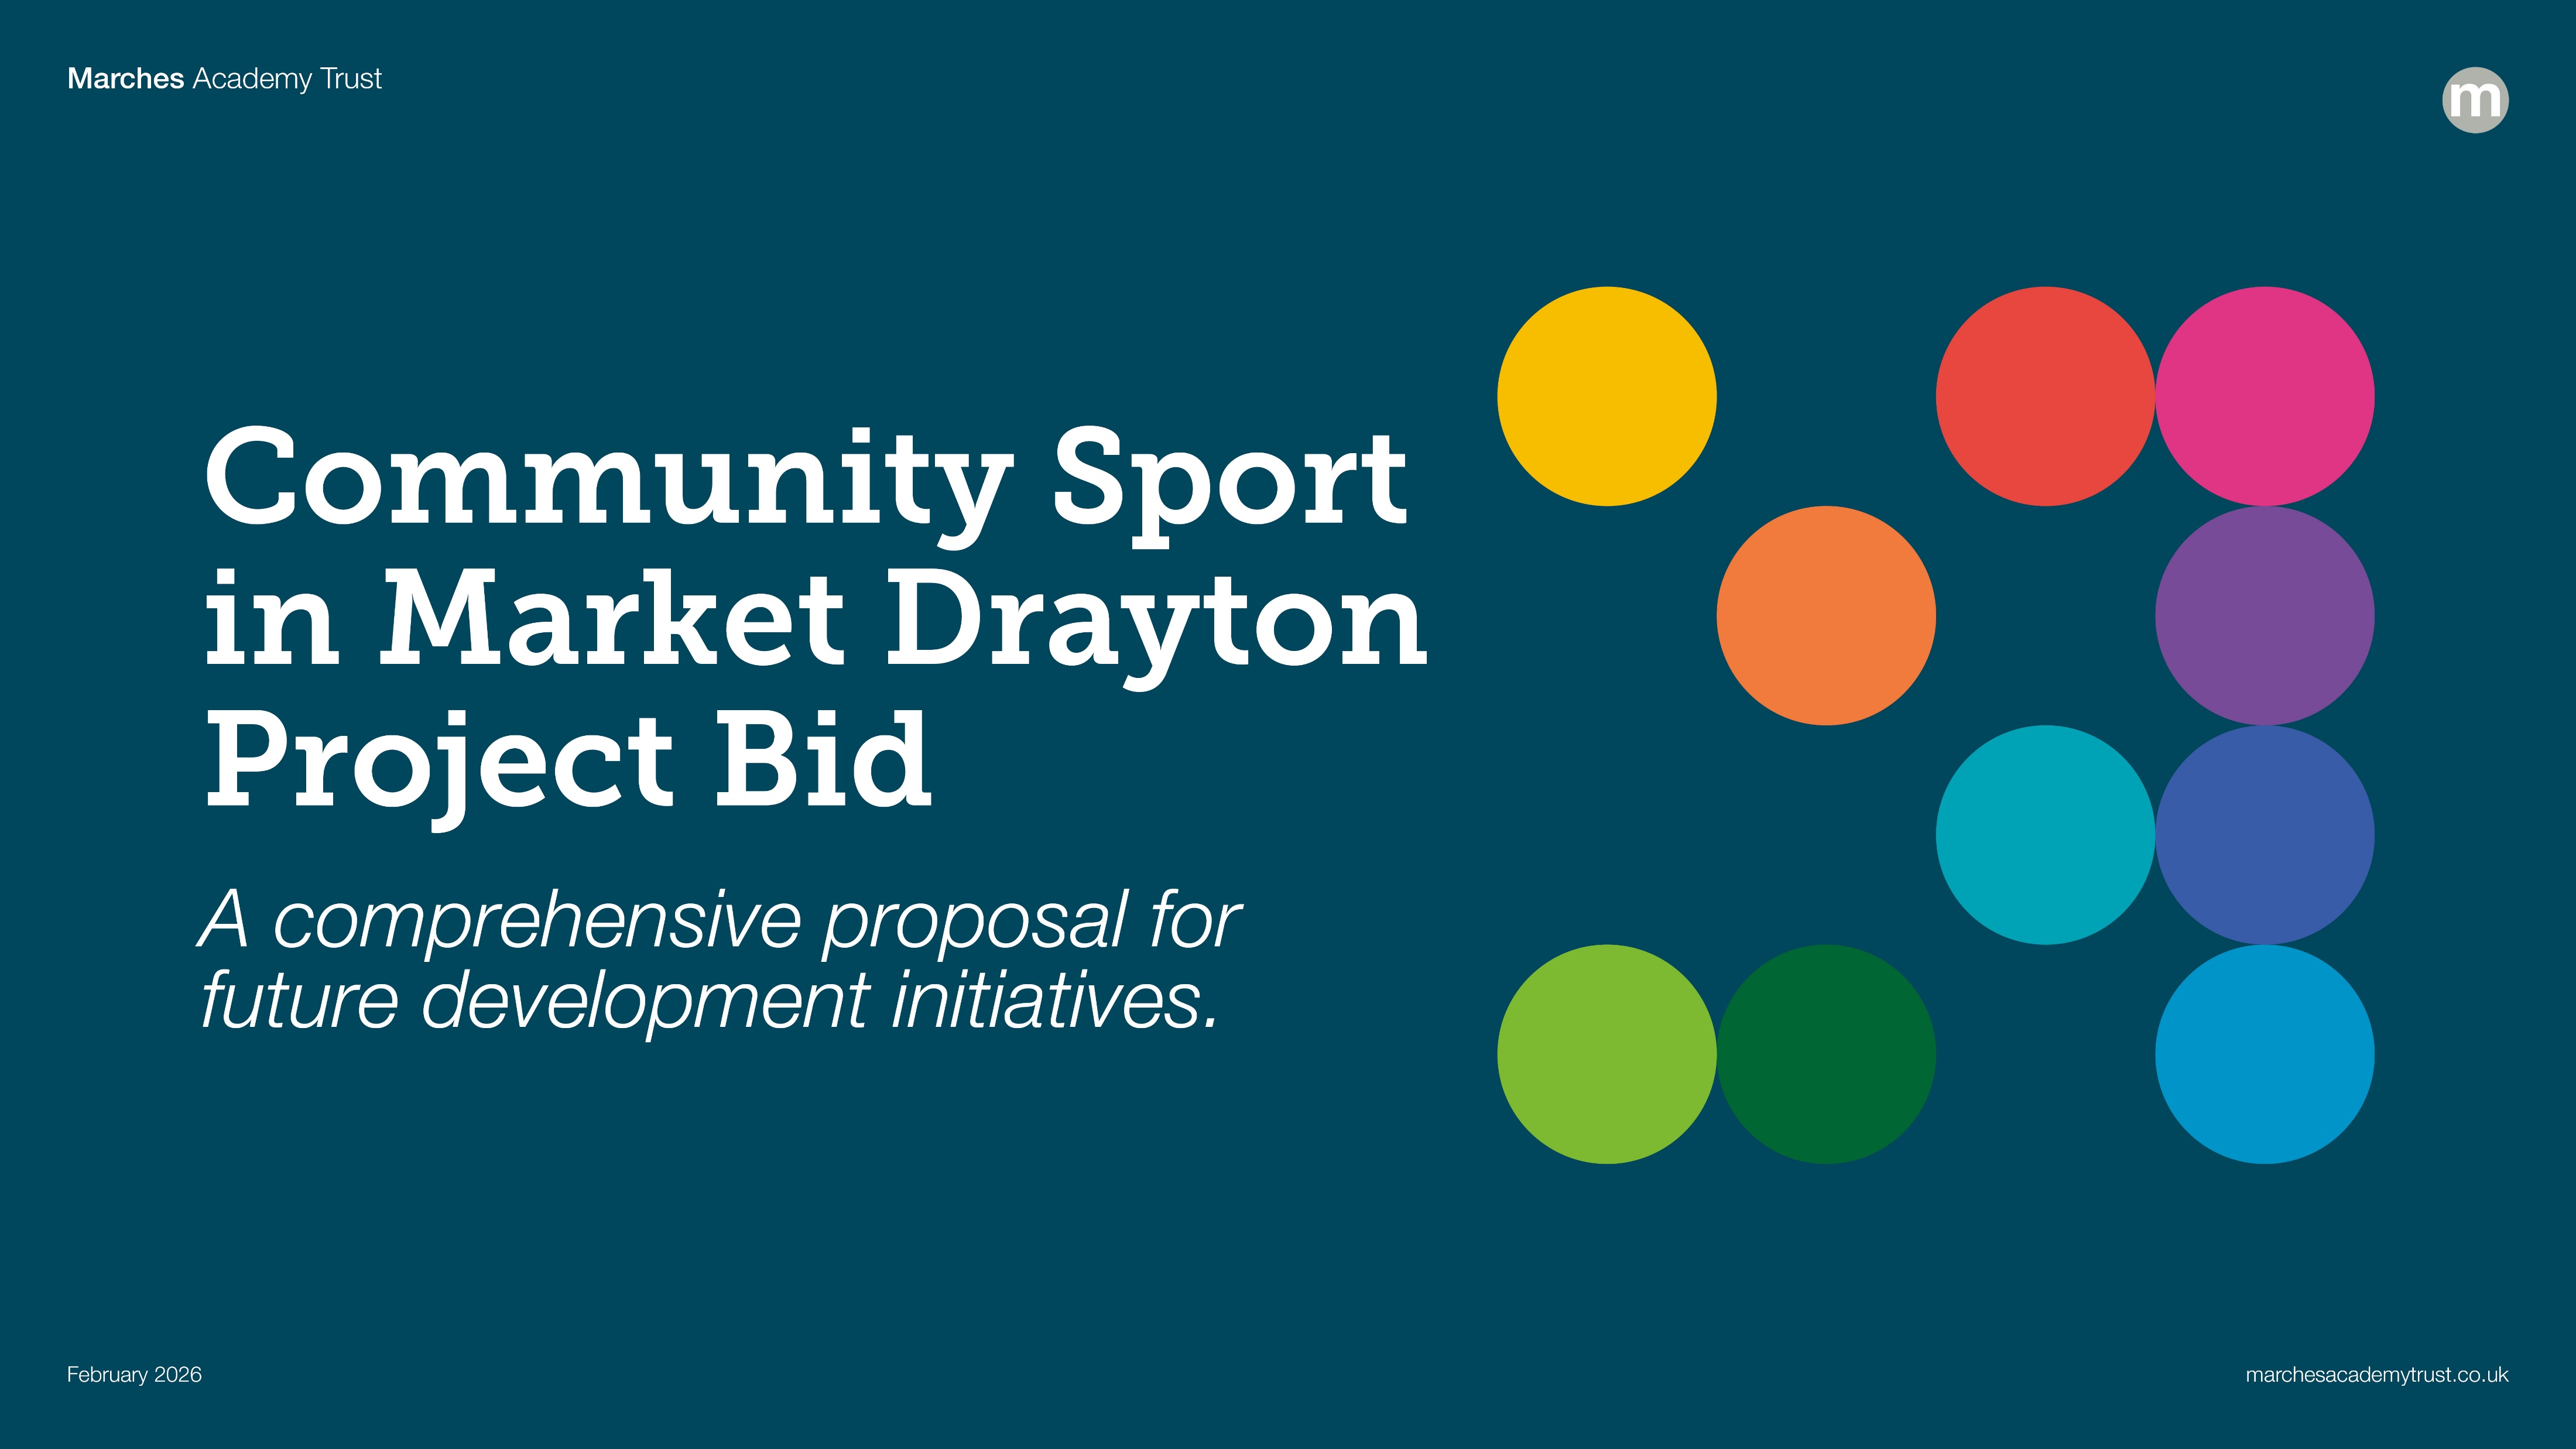 Marches Academy Trust
m
Community Sport
in Market Drayton
Project Bid
A comprehensive proposal for
future development initiatives.
February 2026
marchesacademytrust.co.uk